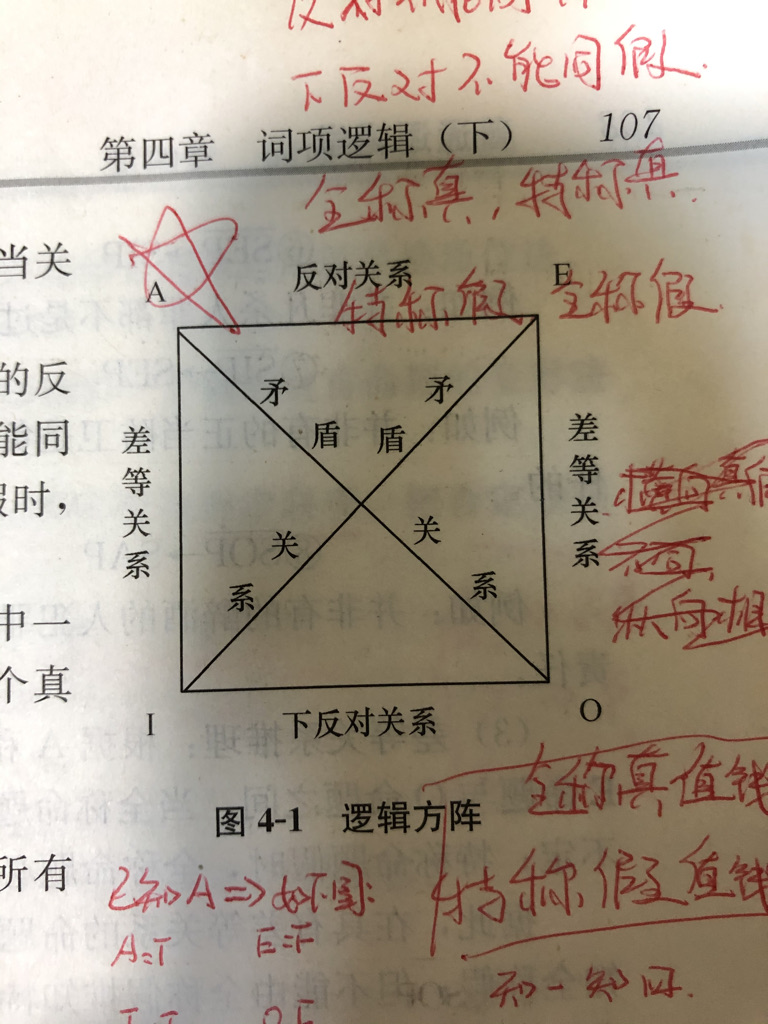 下反对不能同假.
第四章 词项逻辑（下） 107
全称真，特称真.
当关
A 反对关系 E
特称假，全称假.
的反
矛 矛
能同
盾 盾
差等关系
差等关系
假时，
关 关
系 系
中一
个真
I 下反对关系 O
全称真值钱
图 4-1 逻辑方阵
所有
特称假值钱
已知A⇒如下图:
A=T E=F
知一知四.